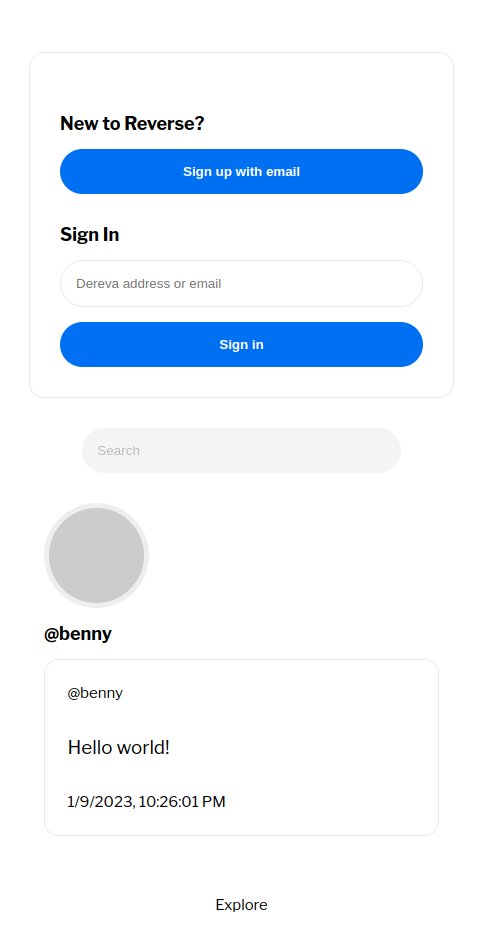 New to Reverse?
Sign up with email
Sign In
Dereva address or email
Sign in
Search
@benny
@benny
Hello world!
1/9/2023, 10:26:01 PM
Explore